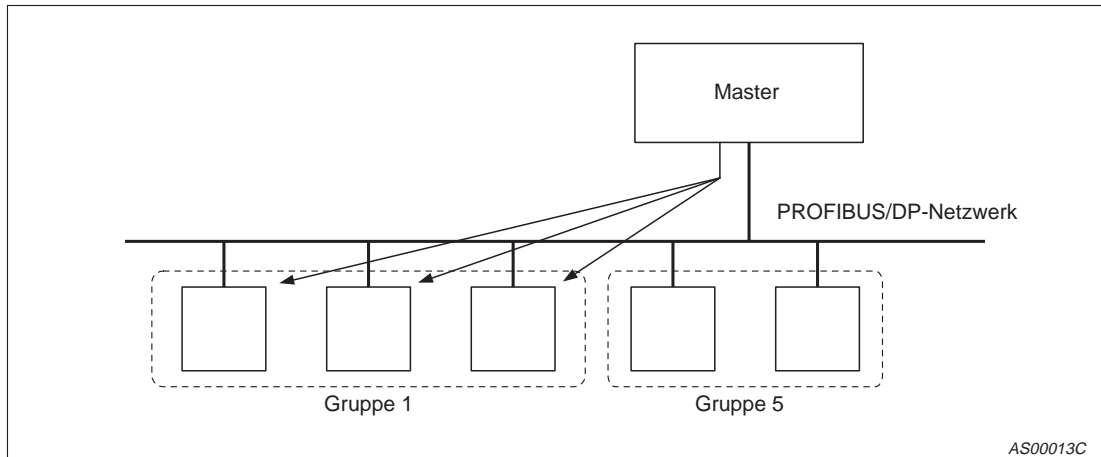 Master
PROFIBUS/DP-Netzwerk
Gruppe 1
Gruppe 5
AS00013C